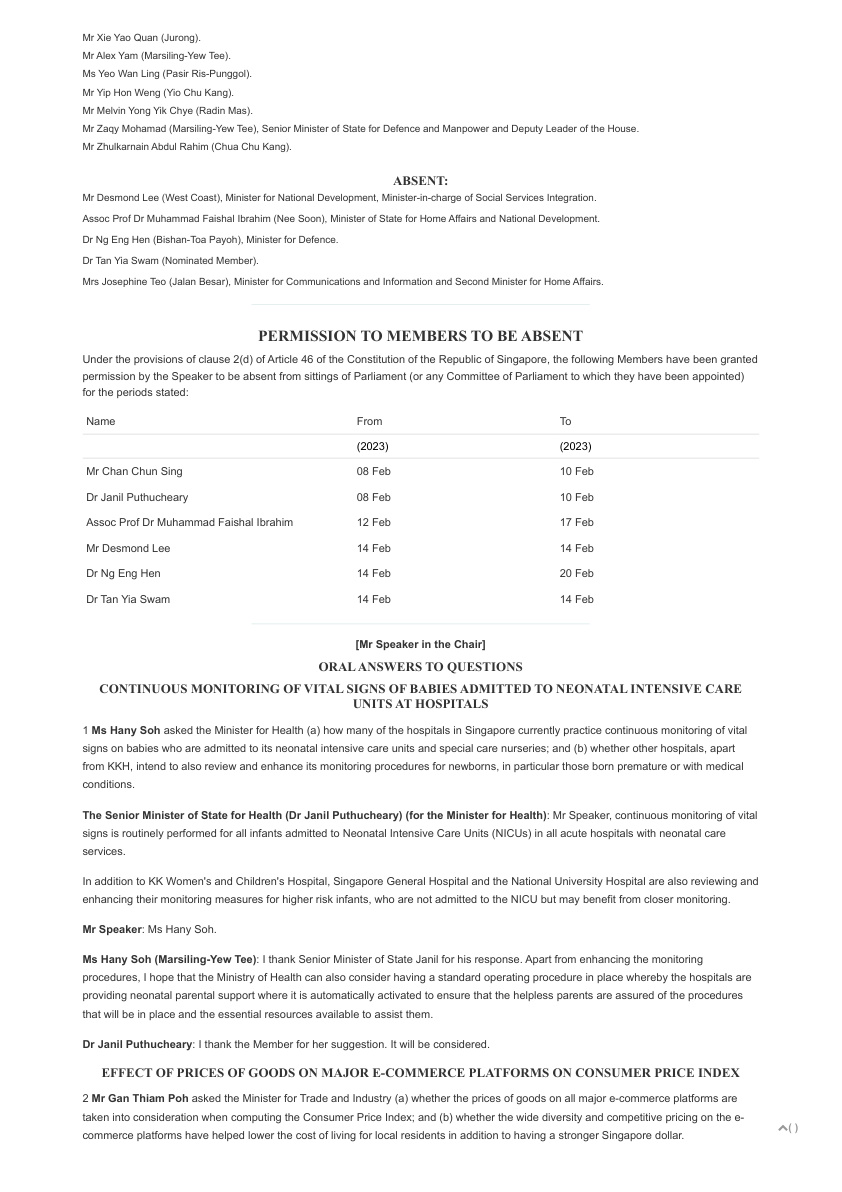 Mr Xie Yao Quan (Jurong).
Mr Alex Yam (Marsiling-Yew Tee).
Ms Yeo Wan Ling (Pasir Ris-Punggol).
Mr Yip Hon Weng (Yio Chu Kang).
Mr Melvin Yong Yik Chye (Radin Mas).
Mr Zaqy Mohamad (Marsiling-Yew Tee), Senior Minister of State for Defence and Manpower and Deputy Leader of the House.
Mr Zhulkarnain Abdul Rahim (Chua Chu Kang).
ABSENT:
Mr Desmond Lee (West Coast), Minister for National Development, Minister-in-charge of Social Services Integration.
Assoc Prof Dr Muhammad Faishal Ibrahim (Nee Soon), Minister of State for Home Affairs and National Development.
Dr Ng Eng Hen (Bishan-Toa Payoh), Minister for Defence.
Dr Tan Yia Swam (Nominated Member).
Mrs Josephine Teo (Jalan Besar), Minister for Communications and Information and Second Minister for Home Affairs.
PERMISSION TO MEMBERS TO BE ABSENT
Under the provisions of clause 2(d) of Article 46 of the Constitution of the Republic of Singapore, the following Members have been granted
permission by the Speaker to be absent from sittings of Parliament (or any Committee of Parliament to which they have been appointed)
for the periods stated:
Name From To
(2023) (2023)
Mr Chan Chun Sing 08 Feb 10 Feb
Dr Janil Puthucheary 08 Feb 10 Feb
Assoc Prof Dr Muhammad Faishal Ibrahim 12 Feb 17 Feb
Mr Desmond Lee 14 Feb 14 Feb
Dr Ng Eng Hen 14 Feb 20 Feb
Dr Tan Yia Swam 14 Feb 14 Feb
[Mr Speaker in the Chair]
ORAL ANSWERS TO QUESTIONS
CONTINUOUS MONITORING OF VITAL SIGNS OF BABIES ADMITTED TO NEONATAL INTENSIVE CARE
UNITS AT HOSPITALS
1 Ms Hany Soh asked the Minister for Health (a) how many of the hospitals in Singapore currently practice continuous monitoring of vital
signs on babies who are admitted to its neonatal intensive care units and special care nurseries; and (b) whether other hospitals, apart
from KKH, intend to also review and enhance its monitoring procedures for newborns, in particular those born premature or with medical
conditions.
The Senior Minister of State for Health (Dr Janil Puthucheary) (for the Minister for Health): Mr Speaker, continuous monitoring of vital
signs is routinely performed for all infants admitted to Neonatal Intensive Care Units (NICUs) in all acute hospitals with neonatal care
services.
In addition to KK Women's and Children's Hospital, Singapore General Hospital and the National University Hospital are also reviewing and
enhancing their monitoring measures for higher risk infants, who are not admitted to the NICU but may benefit from closer monitoring.
Mr Speaker: Ms Hany Soh.
Ms Hany Soh (Marsiling-Yew Tee): I thank Senior Minister of State Janil for his response. Apart from enhancing the monitoring
procedures, I hope that the Ministry of Health can also consider having a standard operating procedure in place whereby the hospitals are
providing neonatal parental support where it is automatically activated to ensure that the helpless parents are assured of the procedures
that will be in place and the essential resources available to assist them.
Dr Janil Puthucheary: I thank the Member for her suggestion. It will be considered.
EFFECT OF PRICES OF GOODS ON MAJOR E-COMMERCE PLATFORMS ON CONSUMER PRICE INDEX
2 Mr Gan Thiam Poh asked the Minister for Trade and Industry (a) whether the prices of goods on all major e-commerce platforms are
taken into consideration when computing the Consumer Price Index; and (b) whether the wide diversity and competitive pricing on the e-
commerce platforms have helped lower the cost of living for local residents in addition to having a stronger Singapore dollar.
( )